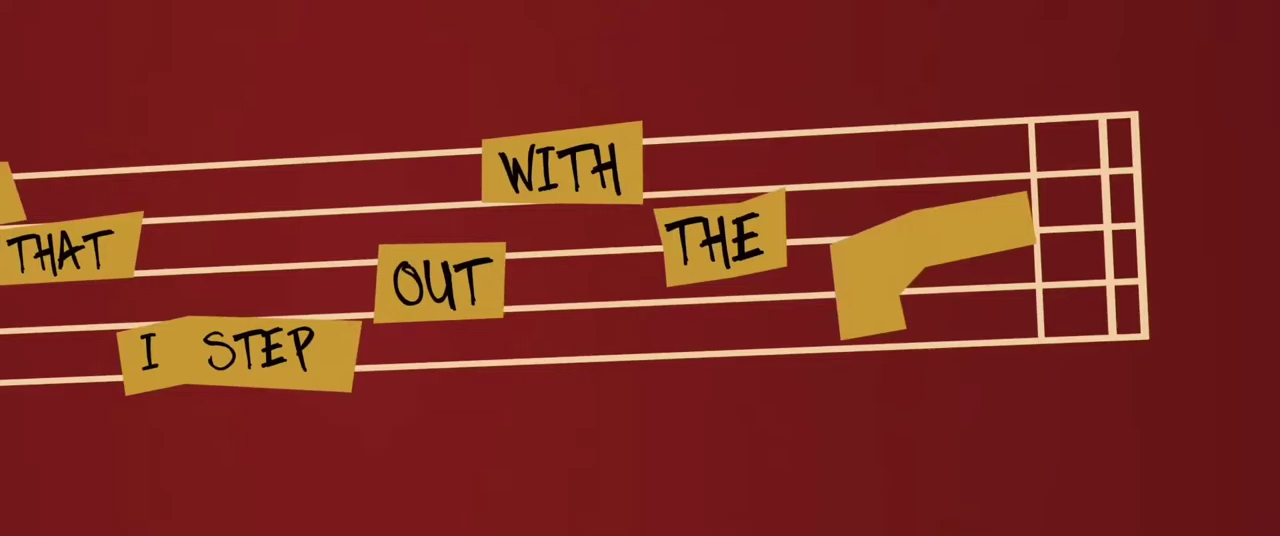 THAT
I STEP
OUT
WITH
THE